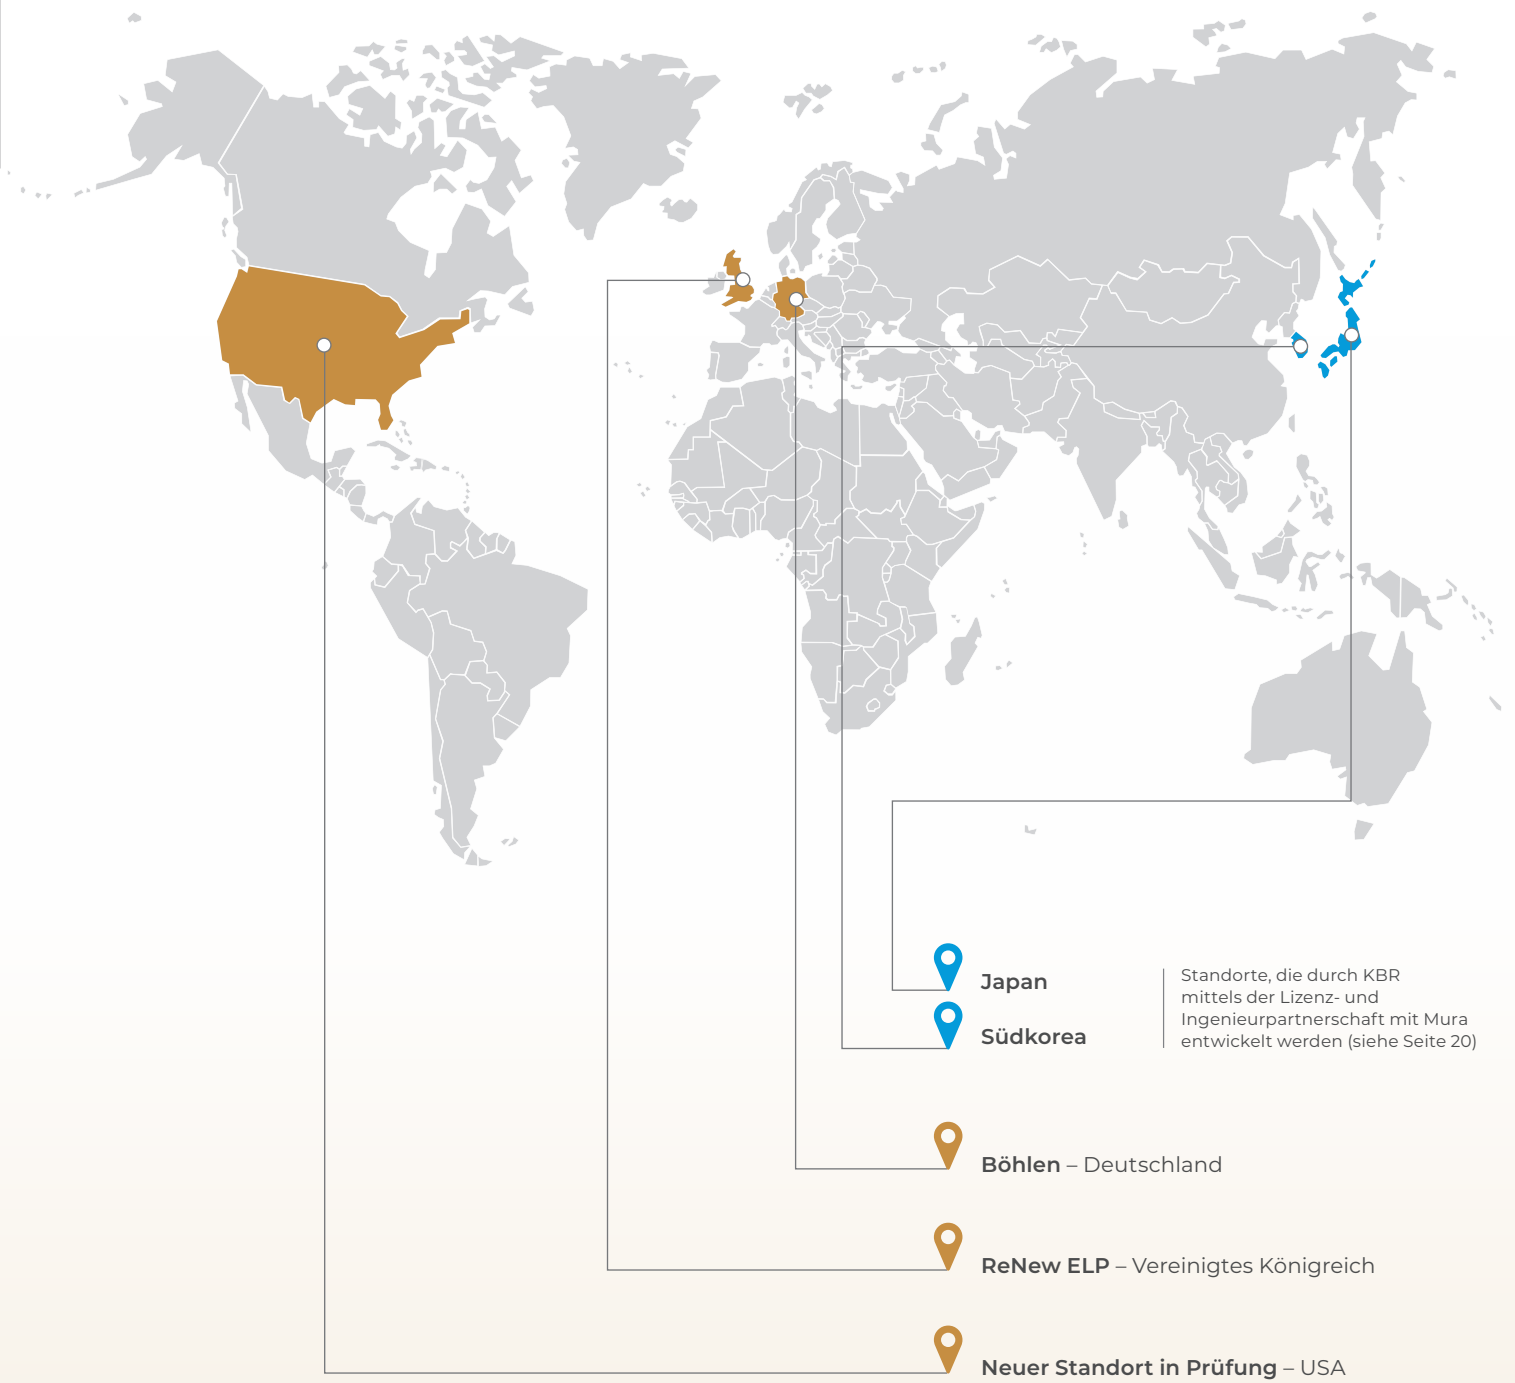 Japan
Südkorea
Standorte, die durch KBR
mittels der Lizenz- und
Ingenieurpartnerschaft mit Mura
entwickelt werden (siehe Seite 20)
Böhlen – Deutschland
ReNew ELP – Vereinigtes Königreich
Neuer Standort in Prüfung – USA